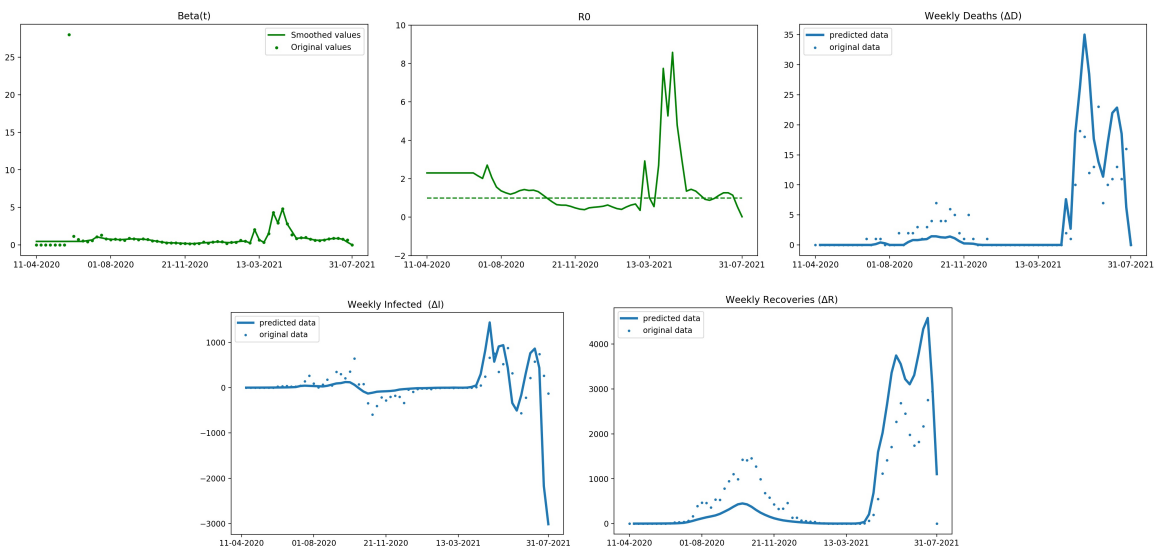 Beta(t)
Smoothed values
Original values
25
20
15
10
5
0
11-04-2020 01-08-2020 21-11-2020 13-03-2021 31-07-2021
R0
10
8
6
4
2
0
−2
11-04-2020 01-08-2020 21-11-2020 13-03-2021 31-07-2021
Weekly Deaths (ΔD)
predicted data
original data
35
30
25
20
15
10
5
0
11-04-2020 01-08-2020 21-11-2020 13-03-2021 31-07-2021
Weekly Infected (ΔI)
predicted data
original data
1000
0
−1000
−2000
−3000
11-04-2020 01-08-2020 21-11-2020 13-03-2021 31-07-2021
Weekly Recoveries (ΔR)
predicted data
original data
4000
3000
2000
1000
0
11-04-2020 01-08-2020 21-11-2020 13-03-2021 31-07-2021